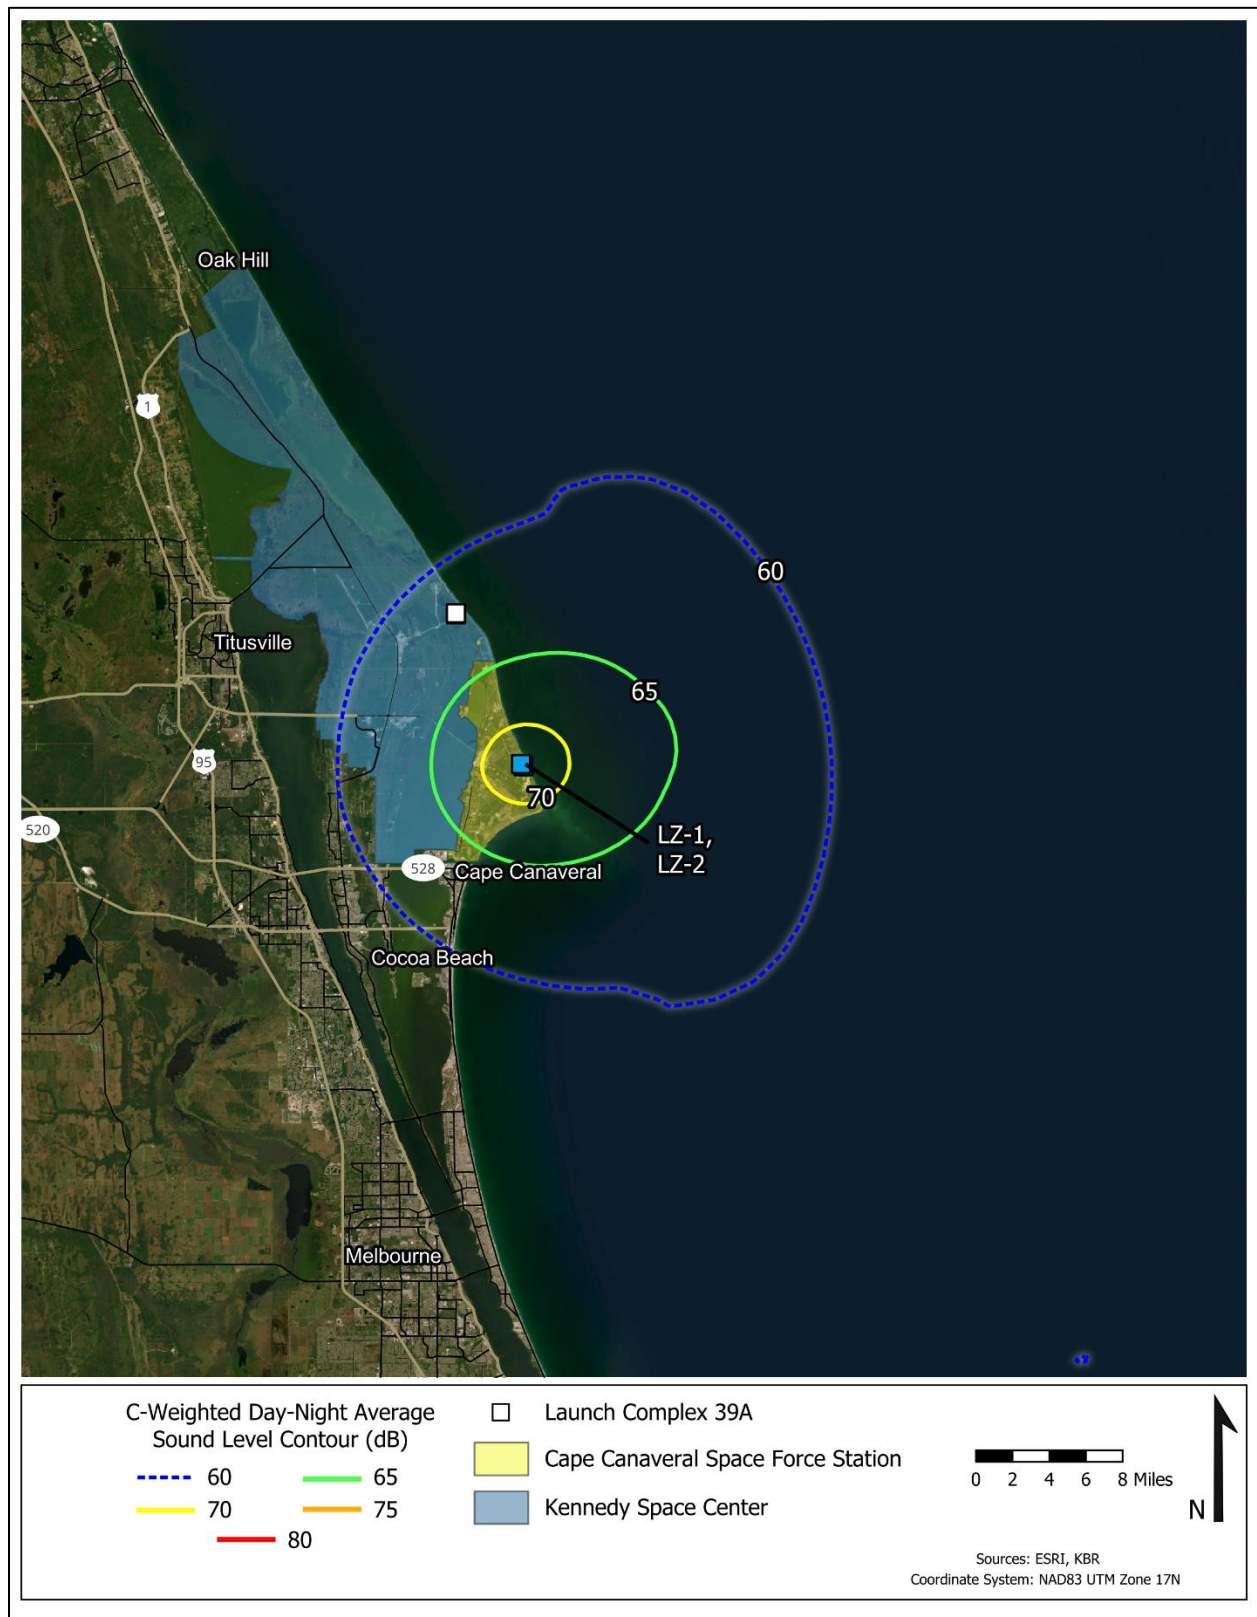 Oak Hill
1
60
Titusville
65
95
70
520
LZ-1,
LZ-2
528
Cape Canaveral
Cocoa Beach
Melbourne
C-Weighted Day-Night Average
Sound Level Contour (dB)
60
65
70
75
80
Launch Complex 39A
Cape Canaveral Space Force Station
Kennedy Space Center
0 2 4 6 8 Miles
N
Sources: ESRI, KBR
Coordinate System: NAD83 UTM Zone 17N